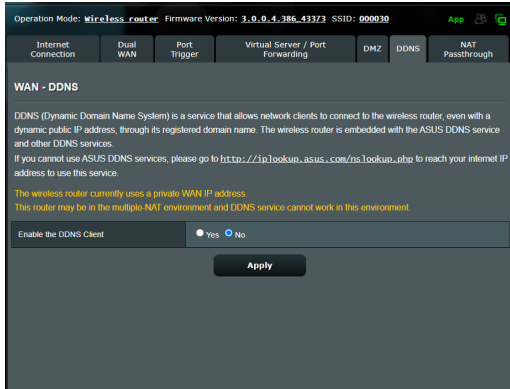 Operation Mode: Wireless router Firmware Version: 3.0.0.4.386_43373 SSID: 000030 App
Internet Connection
Dual WAN
Port Trigger
Virtual Server / Port Forwarding
DMZ
DDNS
NAT Passthrough
WAN - DDNS
DDNS (Dynamic Domain Name System) is a service that allows network clients to connect to the wireless router, even with a
dynamic public IP address, through its registered domain name. The wireless router is embedded with the ASUS DDNS service
and other DDNS services.
If you cannot use ASUS DDNS services, please go to http://iplookup.asus.com/nslookup.php to reach your internet IP
address to use this service.
The wireless router currently uses a private WAN IP address.
This router may be in the multiple-NAT environment and DDNS service cannot work in this environment.
Enable the DDNS Client Yes No
Apply